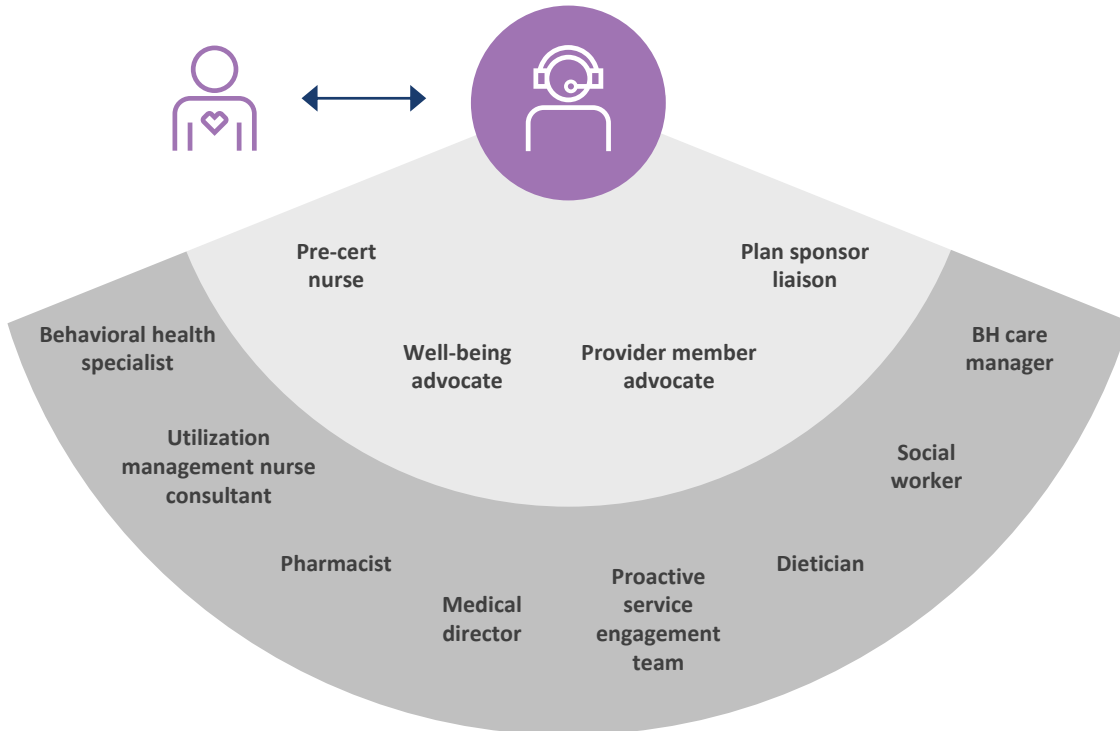 Pre-cert
nurse
Plan sponsor
liaison
Well-being
advocate
Provider member
advocate
Behavioral health
specialist
BH care
manager
Utilization
management nurse
consultant
Social
worker
Pharmacist
Dietician
Medical
director
Proactive
service
engagement
team